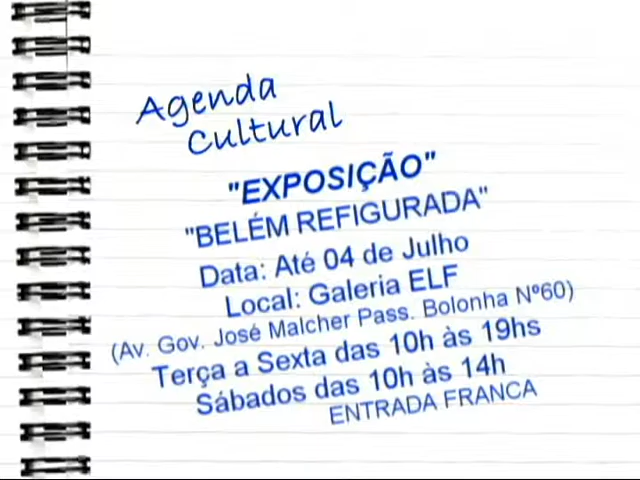 Agenda
Cultural
"EXPOSIÇÃO"
"BELÉM REFIGURADA"
Data: Até 04 de Julho
Local: Galeria ELF
(Av. Gov. José Malcher Pass. Bolonha Nº60)
Terça a Sexta das 10h às 19hs
Sábados das 10h às 14h
ENTRADA FRANCA